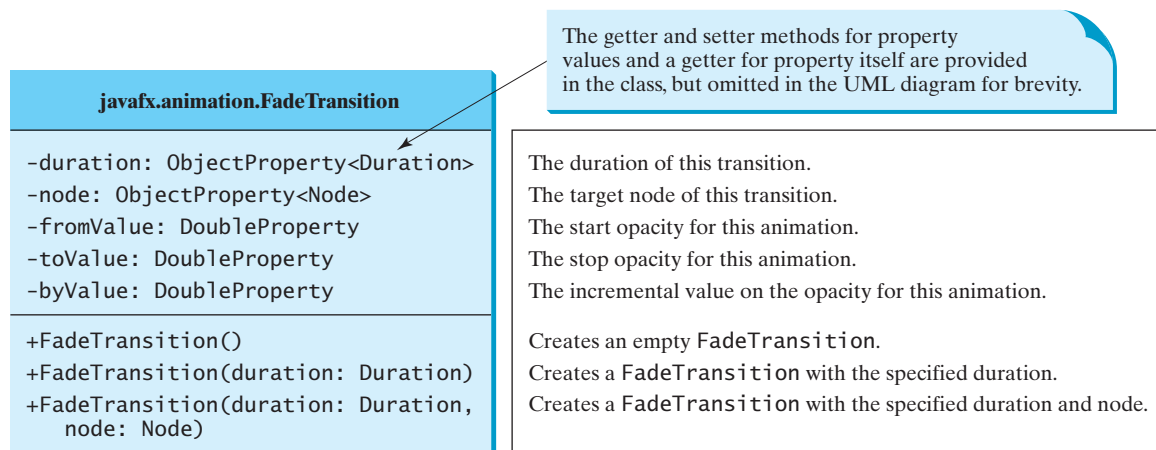 The getter and setter methods for property
values and a getter for property itself are provided
in the class, but omitted in the UML diagram for brevity.
javafx.animation.FadeTransition
-duration: ObjectProperty<Duration>
The duration of this transition.
-node: ObjectProperty<Node>
The target node of this transition.
-fromValue: DoubleProperty
The start opacity for this animation.
-toValue: DoubleProperty
The stop opacity for this animation.
-byValue: DoubleProperty
The incremental value on the opacity for this animation.
+FadeTransition()
Creates an empty FadeTransition.
+FadeTransition(duration: Duration)
Creates a FadeTransition with the specified duration.
+FadeTransition(duration: Duration,
node: Node)
Creates a FadeTransition with the specified duration and node.